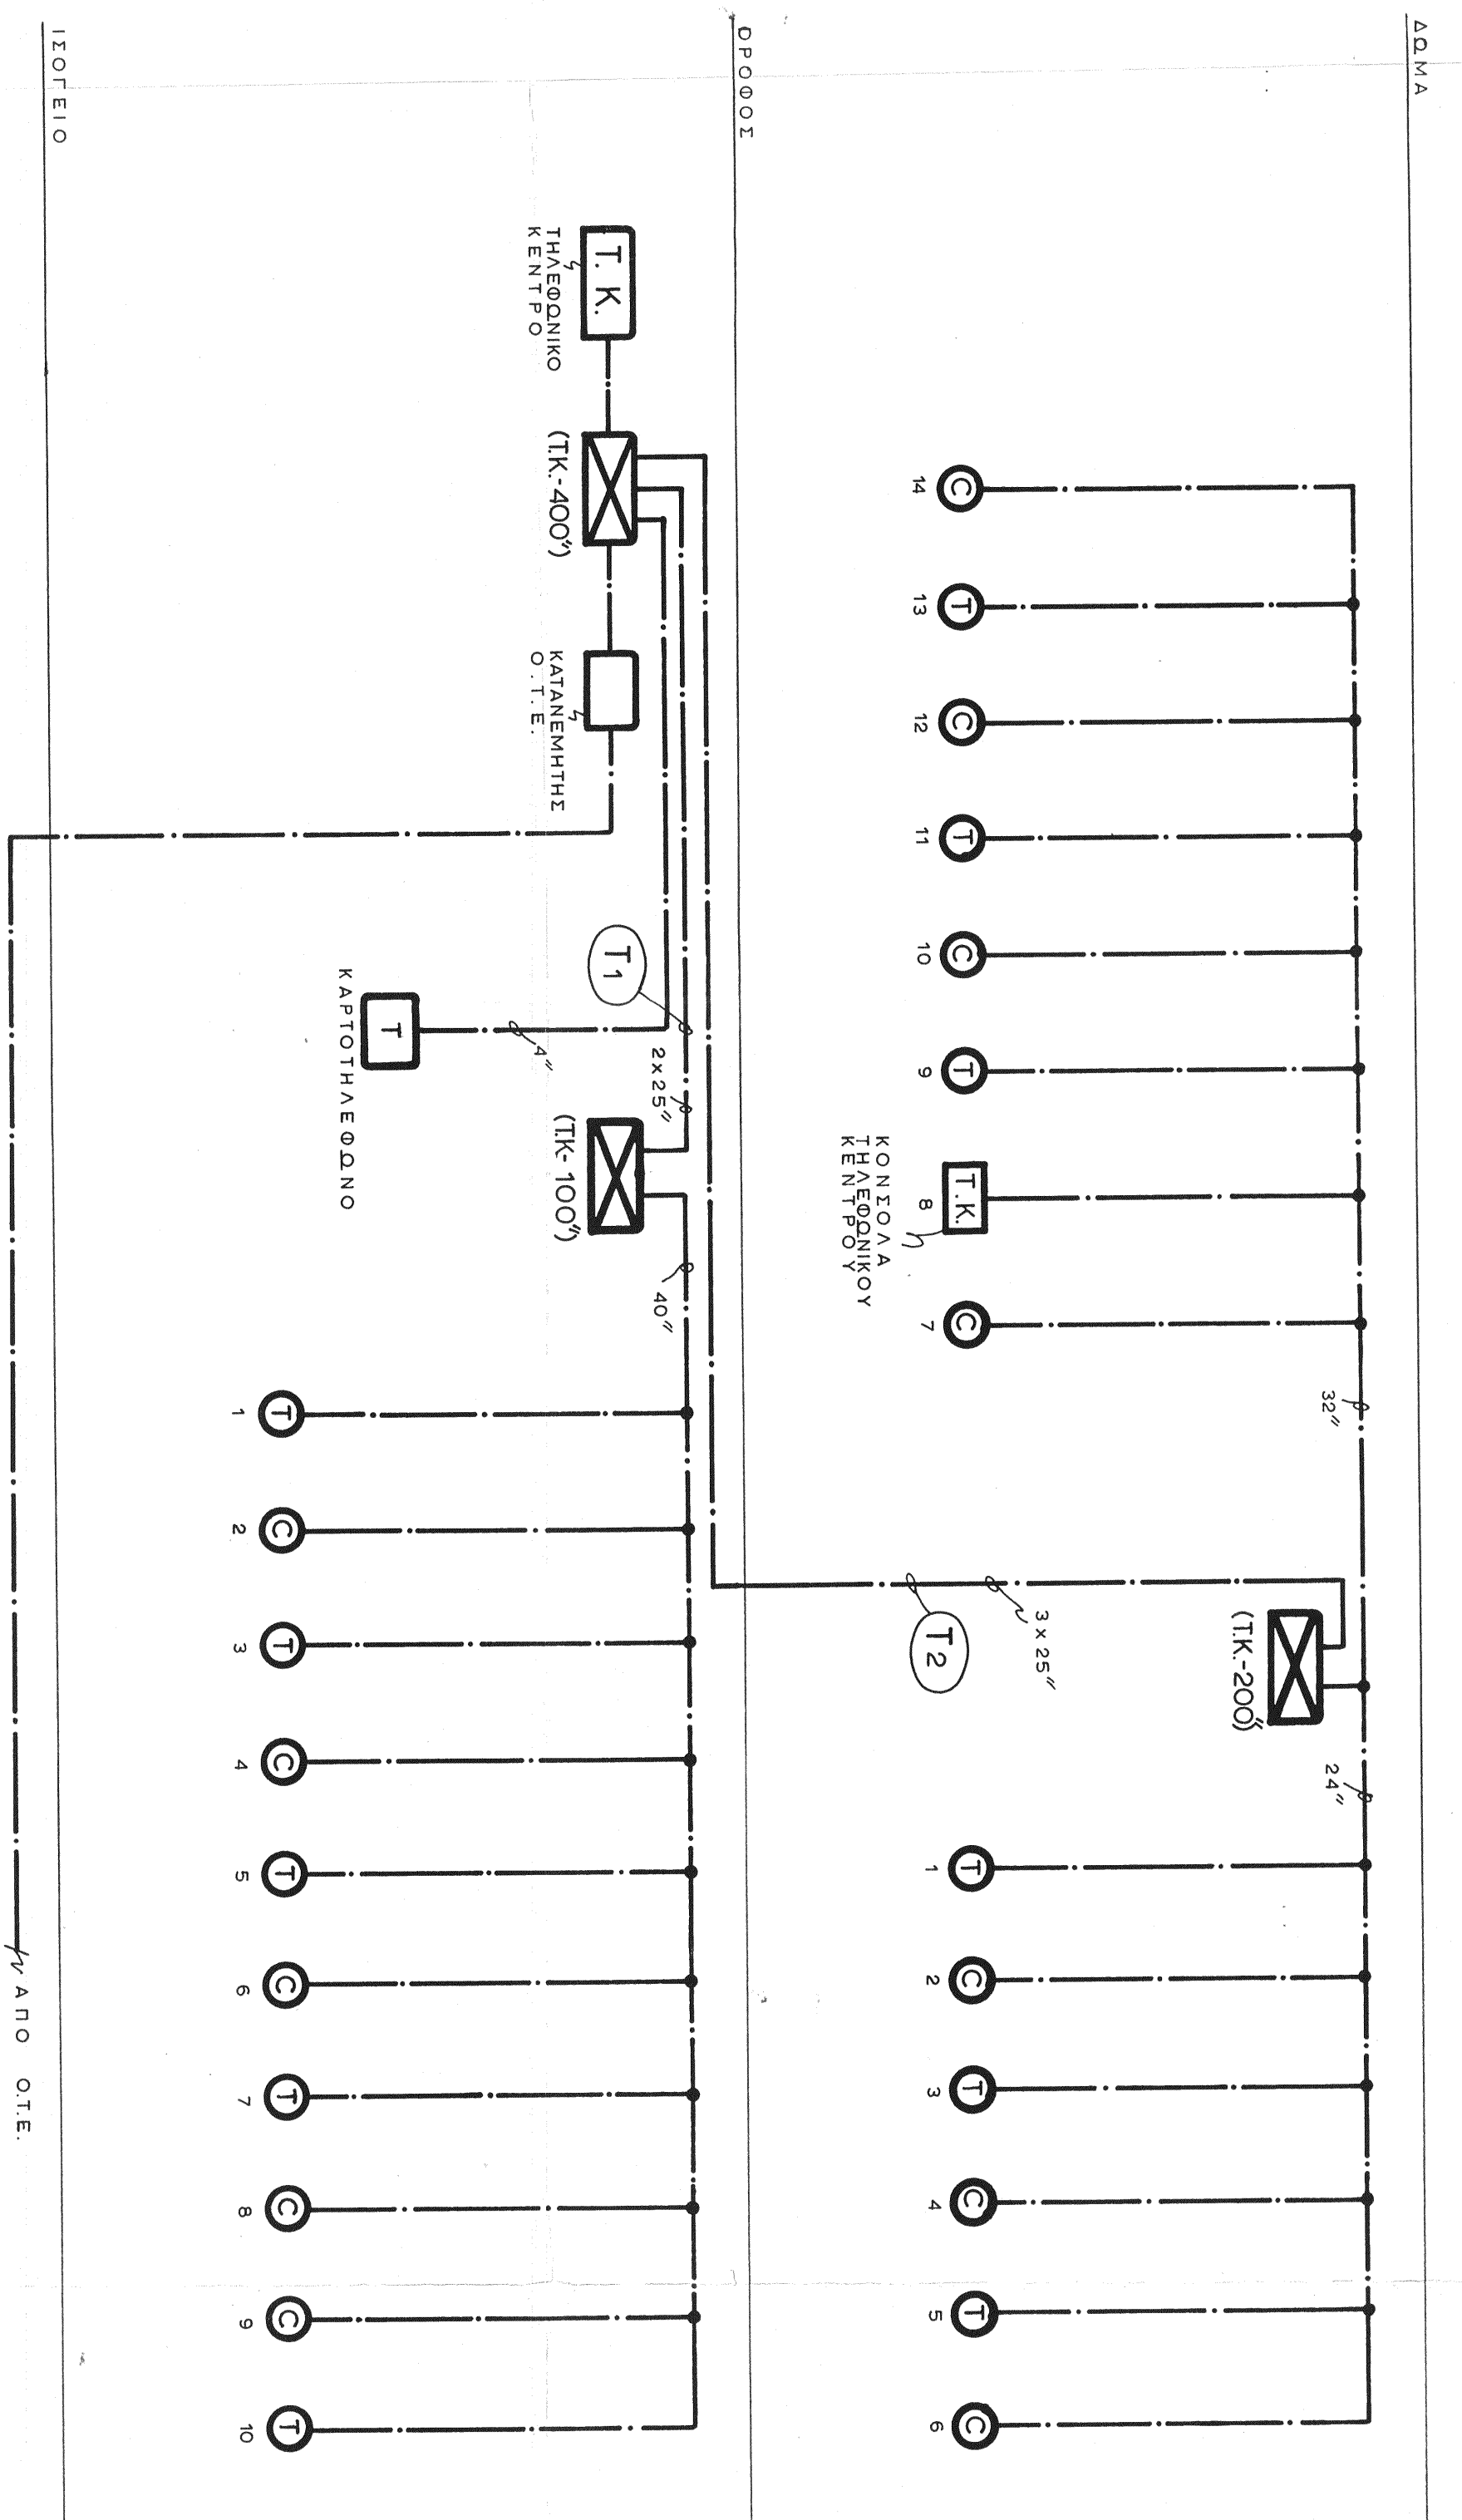 ΔΩΜΑ
14
C
13
T
12
C
11
T
10
C
9
T
8
T.K.
ΚΟΝΣΟΛΑ
ΤΗΛΕΦΩΝΙΚΟΥ
ΚΕΝΤΡΟΥ
7
C
32"
(T.K.-200")
24"
3x25"
T2
1
T
2
C
3
T
4
C
5
T
6
C
ΟΡΟΦΟΣ
T. K.
ΤΗΛΕΦΩΝΙΚΟ
ΚΕΝΤΡΟ
(T.K.-400")
ΚΑΤΑΝΕΜΗΤΗΣ
Ο.Τ.Ε.
T1
2x25"
4"
T
ΚΑΡΤΟΤΗΛΕΦΩΝΟ
(T.K-100")
40"
T
1
C
2
T
3
C
4
T
5
C
6
T
7
C
8
C
9
T
10
ΙΣΟΓΕΙΟ
ΑΠΟ Ο.Τ.Ε.